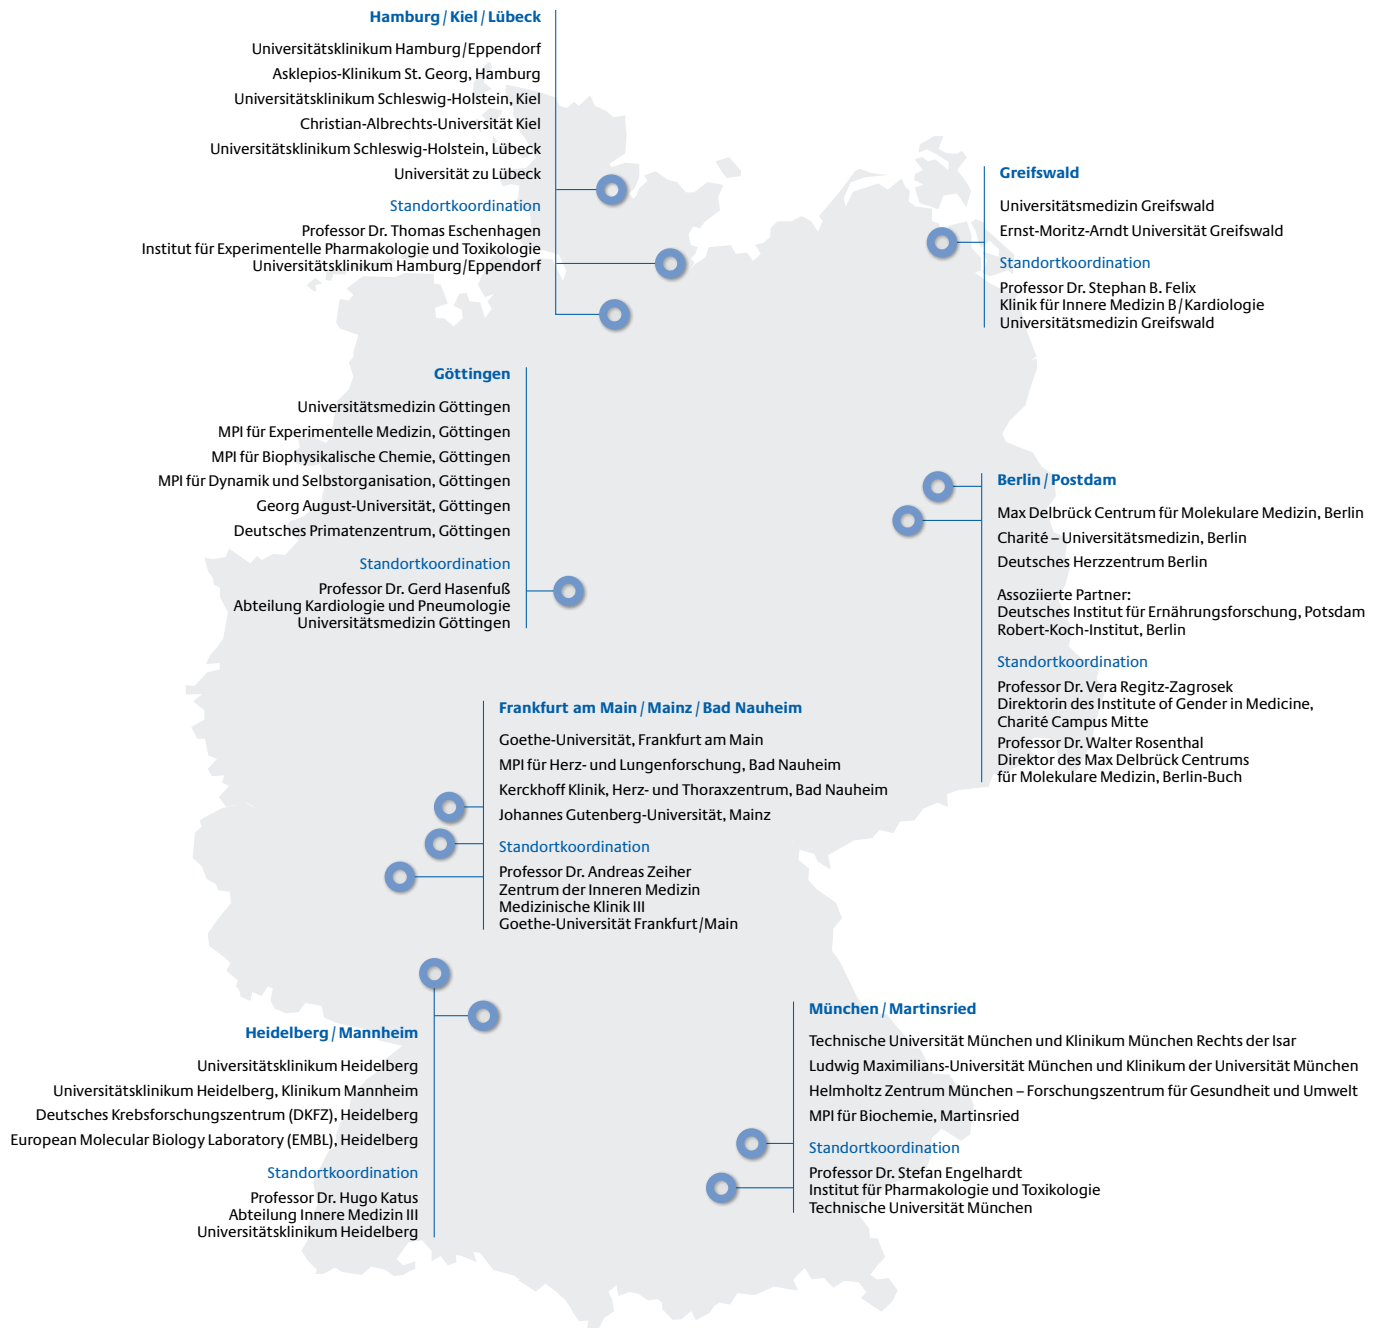 Hamburg / Kiel / Lübeck
Universitätsklinikum Hamburg/Eppendorf
Asklepios-Klinikum St. Georg, Hamburg
Universitätsklinikum Schleswig-Holstein, Kiel
Christian-Albrechts-Universität Kiel
Universitätsklinikum Schleswig-Holstein, Lübeck
Universität zu Lübeck
Standortkoordination
Professor Dr. Thomas Eschenhagen
Institut für Experimentelle Pharmakologie und Toxikologie
Universitätsklinikum Hamburg/Eppendorf
Greifswald
Universitätsmedizin Greifswald
Ernst-Moritz-Arndt Universität Greifswald
Standortkoordination
Professor Dr. Stephan B. Felix
Klinik für Innere Medizin B/Kardiologie
Universitätsmedizin Greifswald
Göttingen
Universitätsmedizin Göttingen
MPI für Experimentelle Medizin, Göttingen
MPI für Biophysikalische Chemie, Göttingen
MPI für Dynamik und Selbstorganisation, Göttingen
Georg August-Universität, Göttingen
Deutsches Primatenzentrum, Göttingen
Standortkoordination
Professor Dr. Gerd Hasenfuß
Abteilung Kardiologie und Pneumologie
Universitätsmedizin Göttingen
Berlin / Postdam
Max Delbrück Centrum für Molekulare Medizin, Berlin
Charité – Universitätsmedizin, Berlin
Deutsches Herzzentrum Berlin
Assoziierte Partner:
Deutsches Institut für Ernährungsforschung, Potsdam
Robert-Koch-Institut, Berlin
Standortkoordination
Professor Dr. Vera Regitz-Zagrosek
Direktorin des Institute of Gender in Medicine,
Charité Campus Mitte
Professor Dr. Walter Rosenthal
Direktor des Max Delbrück Centrums
für Molekulare Medizin, Berlin-Buch
Frankfurt am Main / Mainz / Bad Nauheim
Goethe-Universität, Frankfurt am Main
MPI für Herz- und Lungenforschung, Bad Nauheim
Kerckhoff Klinik, Herz- und Thoraxzentrum, Bad Nauheim
Johannes Gutenberg-Universität, Mainz
Standortkoordination
Professor Dr. Andreas Zeiher
Zentrum der Inneren Medizin
Medizinische Klinik III
Goethe-Universität Frankfurt/Main
Heidelberg / Mannheim
Universitätsklinikum Heidelberg
Universitätsklinikum Heidelberg, Klinikum Mannheim
Deutsches Krebsforschungszentrum (DKFZ), Heidelberg
European Molecular Biology Laboratory (EMBL), Heidelberg
Standortkoordination
Professor Dr. Hugo Katus
Abteilung Innere Medizin III
Universitätsklinikum Heidelberg
München / Martinsried
Technische Universität München und Klinikum München Rechts der Isar
Ludwig Maximilians-Universität München und Klinikum der Universität München
Helmholtz Zentrum München – Forschungszentrum für Gesundheit und Umwelt
MPI für Biochemie, Martinsried
Standortkoordination
Professor Dr. Stefan Engelhardt
Institut für Pharmakologie und Toxikologie
Technische Universität München